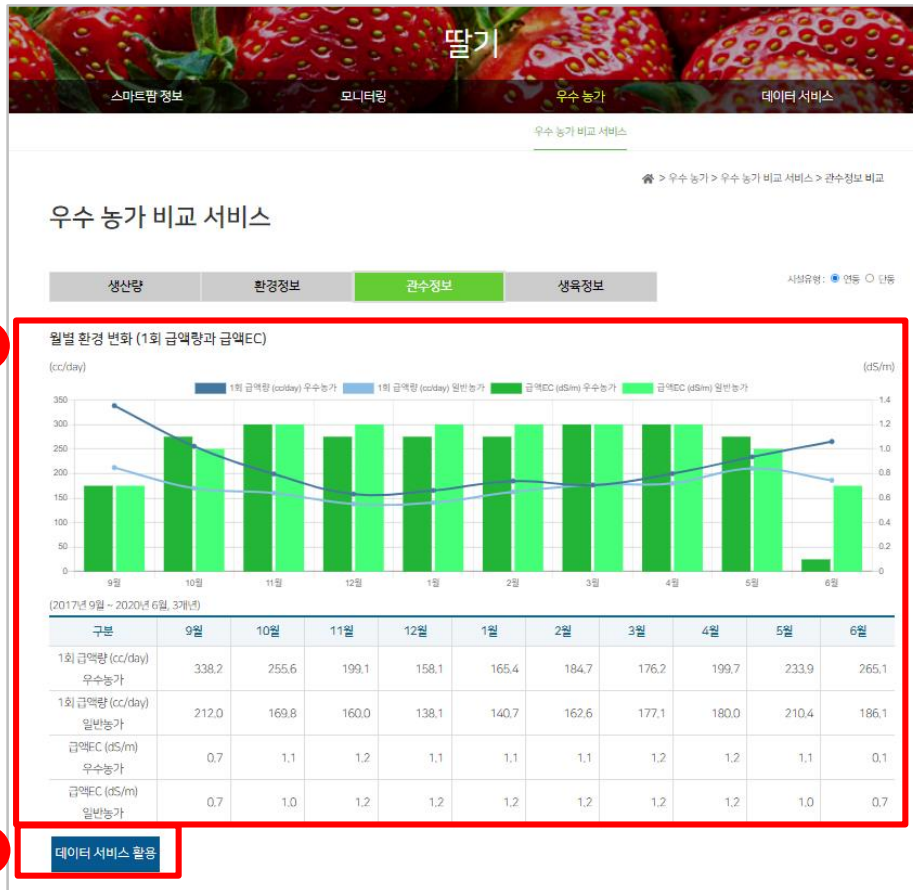 딸기
스마트팜 정보 모니터링 우수 농가 데이터 서비스
우수 농가 비교 서비스
> 우수 농가 > 우수 농가 비교 서비스 > 관수정보 비교
우수 농가 비교 서비스
생산량 환경정보 관수정보 생육정보 시설유형 : 연동 단동
월별 환경 변화 (1회 급액량과 급액EC)
(cc/day) (dS/m)
1회 급액량 (cc/day) 우수농가 1회 급액량 (cc/day) 일반농가 급액EC (dS/m) 우수농가 급액EC (dS/m) 일반농가
350 1.4
300 1.2
250 1.0
200 0.8
150 0.6
100 0.4
50 0.2
0 0
9월 10월 11월 12월 1월 2월 3월 4월 5월 6월
(2017년 9월 ~ 2020년 6월, 3개년)
구분 9월 10월 11월 12월 1월 2월 3월 4월 5월 6월
1회 급액량 (cc/day)
우수농가 338.2 255.6 199.1 158.1 165.4 184.7 176.2 199.7 233.9 265.1
1회 급액량 (cc/day)
일반농가 212.0 169.8 160.0 138.1 140.7 162.6 177.1 180.0 210.4 186.1
급액EC (dS/m)
우수농가 0.7 1.1 1.2 1.1 1.1 1.1 1.2 1.2 1.1 0.1
급액EC (dS/m)
일반농가 0.7 1.0 1.2 1.2 1.2 1.2 1.2 1.2 1.0 0.7
데이터 서비스 활용